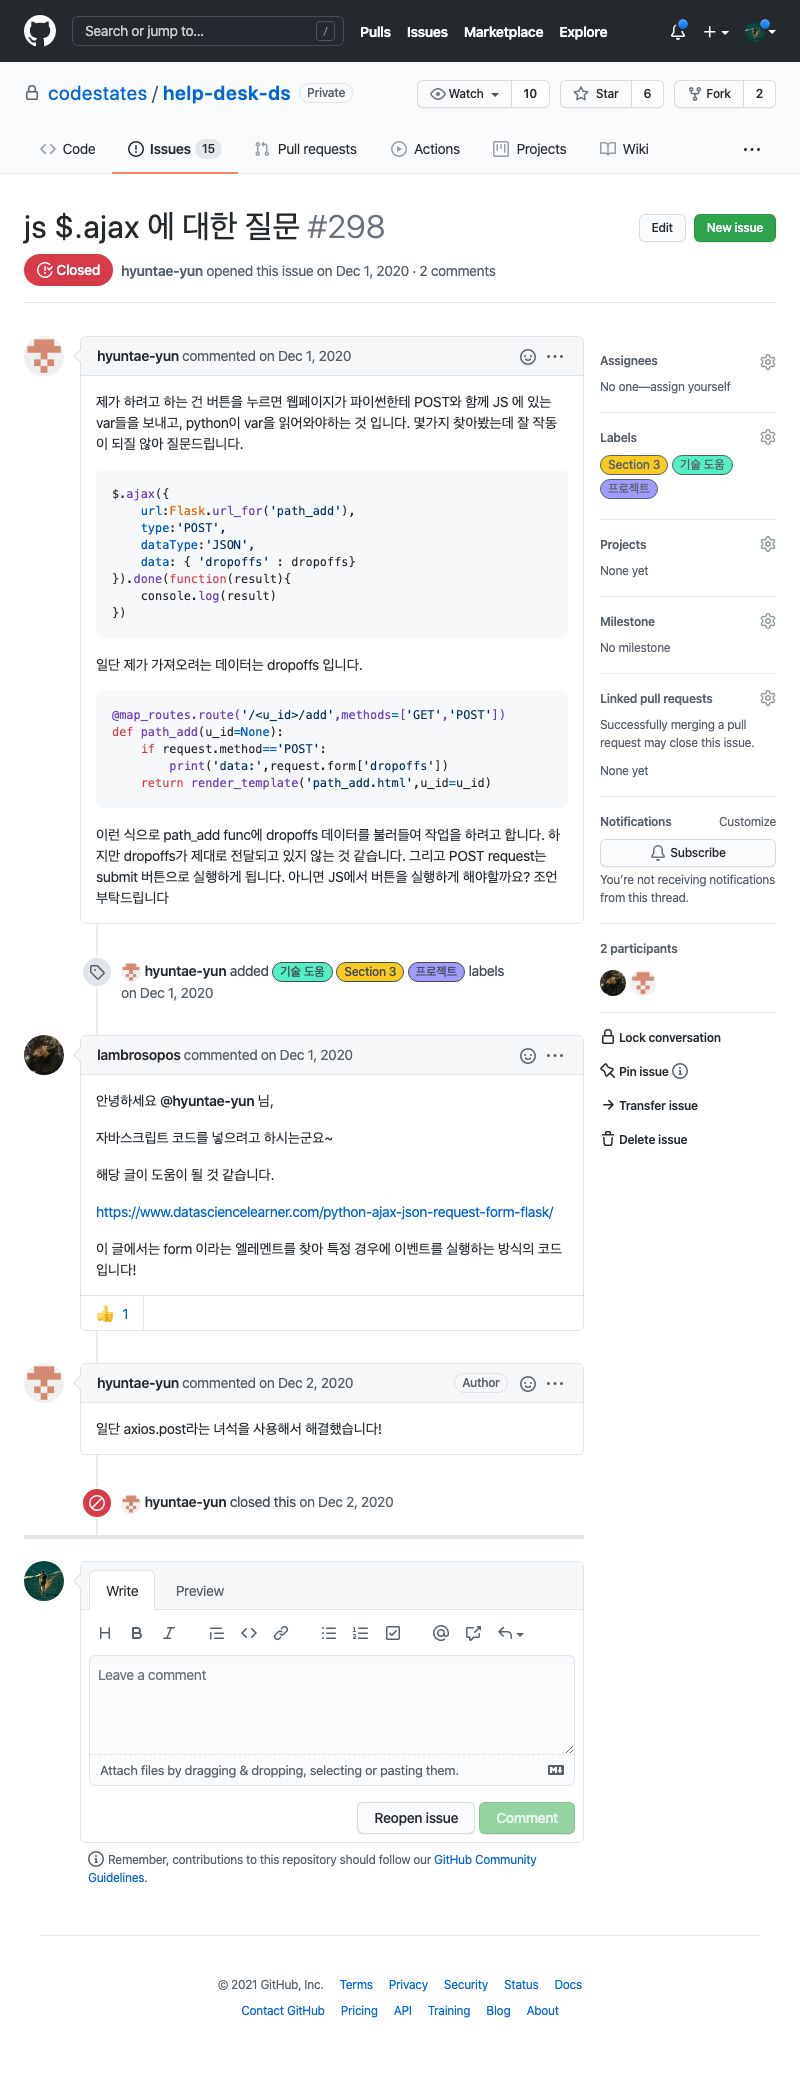 Search or jump to... /
Pulls Issues Marketplace Explore
codestates / help-desk-ds Private
Watch 10 Star 6 Fork 2
Code Issues 15 Pull requests Actions Projects Wiki ...
js $.ajax 에 대한 질문 #298
Edit New issue
Closed hyuntae-yun opened this issue on Dec 1, 2020 · 2 comments
hyuntae-yun commented on Dec 1, 2020
제가 하려고 하는 건 버튼을 누르면 웹페이지가 파이썬한테 POST와 함께 JS 에 있는
var들을 보내고, python이 var을 읽어와야하는 것 입니다. 몇가지 찾아봤는데 잘 작동
이 되질 않아 질문드립니다.
$.ajax({
    url:Flask.url_for('path_add'),
    type:'POST',
    dataType:'JSON',
    data: { 'dropoffs' : dropoffs}
}).done(function(result){
    console.log(result)
})
일단 제가 가져오려는 데이터는 dropoffs 입니다.
@map_routes.route('/<u_id>/add',methods=['GET','POST'])
def path_add(u_id=None):
    if request.method=='POST':
        print('data:',request.form['dropoffs'])
    return render_template('path_add.html',u_id=u_id)
이런 식으로 path_add func에 dropoffs 데이터를 불러들여 작업을 하려고 합니다. 하
지만 dropoffs가 제대로 전달되고 있지 않는 것 같습니다. 그리고 POST request는
submit 버튼으로 실행하게 됩니다. 아니면 JS에서 버튼을 실행하게 해야할까요? 조언
부탁드립니다
hyuntae-yun added 기술 도움 Section 3 프로젝트 labels
on Dec 1, 2020
lambrosopos commented on Dec 1, 2020
안녕하세요 @hyuntae-yun 님,
자바스크립트 코드를 넣으려고 하시는군요~
해당 글이 도움이 될 것 같습니다.
https://www.datasciencelearner.com/python-ajax-json-request-form-flask/
이 글에서는 form 이라는 엘레멘트를 찾아 특정 경우에 이벤트를 실행하는 방식의 코드
입니다!
👍 1
hyuntae-yun commented on Dec 2, 2020 Author
일단 axios.post라는 녀석을 사용해서 해결했습니다!
hyuntae-yun closed this on Dec 2, 2020
Write Preview
H B I
Leave a comment
Attach files by dragging & dropping, selecting or pasting them.
Reopen issue Comment
Remember, contributions to this repository should follow our GitHub Community
Guidelines.
Assignees
No one—assign yourself
Labels
Section 3 기술 도움
프로젝트
Projects
None yet
Milestone
No milestone
Linked pull requests
Successfully merging a pull
request may close this issue.
None yet
Notifications Customize
Subscribe
You're not receiving notifications
from this thread.
2 participants
Lock conversation
Pin issue
Transfer issue
Delete issue
© 2021 GitHub, Inc. Terms Privacy Security Status Docs
Contact GitHub Pricing API Training Blog About